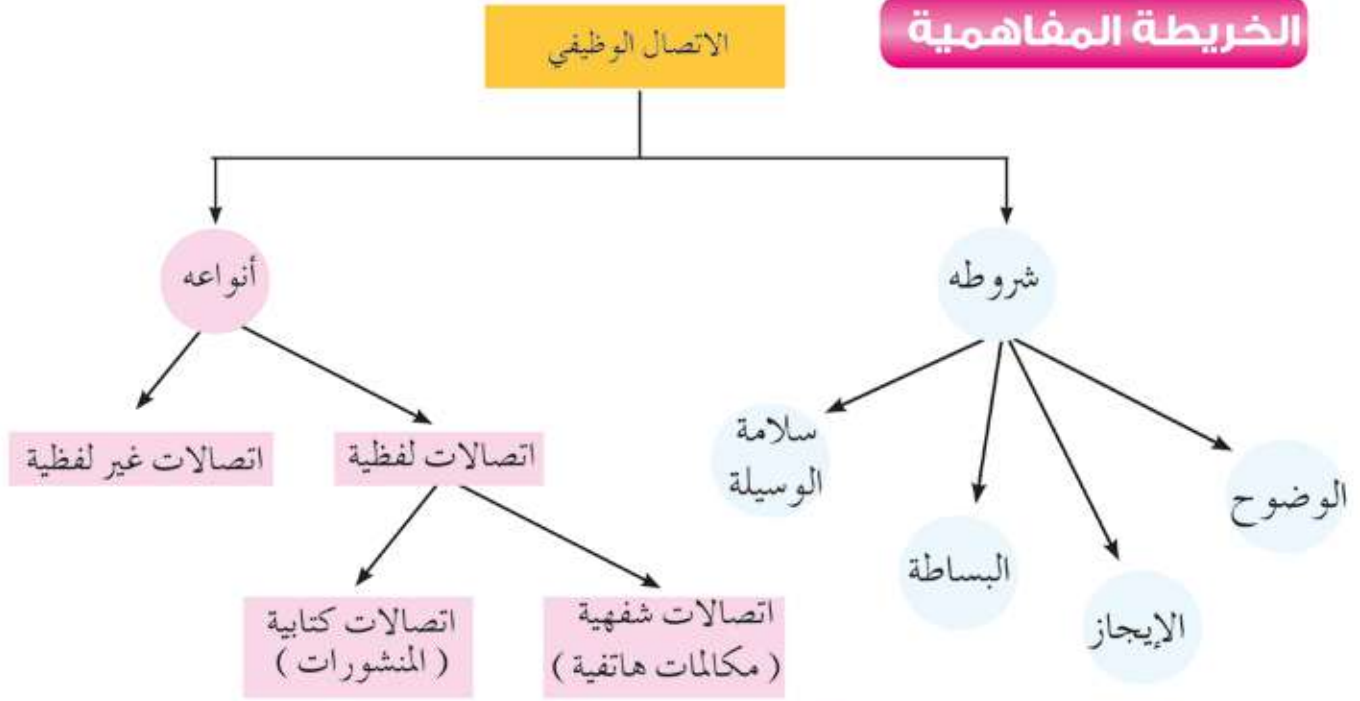 الخريطة المفاهمية
الاتصال الوظيفي
شروطه
أنواعه
الوضوح
الإيجاز
البساطة
سلامة
الوسيلة
اتصالات لفظية
اتصالات غير لفظية
اتصالات شفهية
( مكالمات هاتفية )
اتصالات كتابية
( المنشورات )